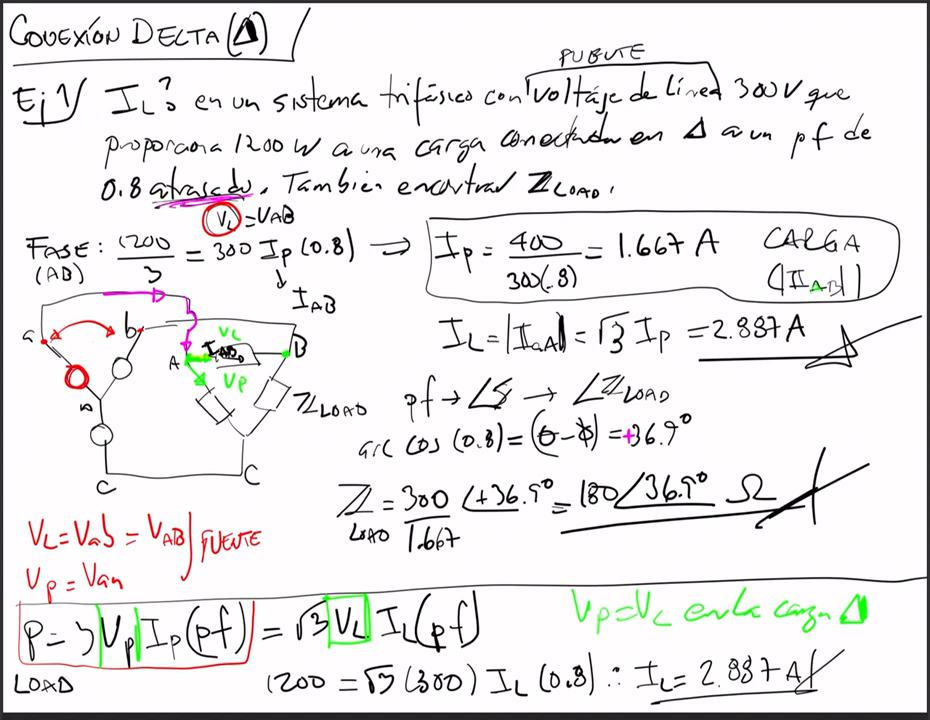 CONEXIÓN DELTA (Δ)
FUENTE
Ej 1/ IL? en un sistema trifásico con voltaje de línea 300V que
proporciona 1200 W a una carga conectada en Δ a un pf de
0.8 atrasado. También encontrar ZLOAD.
VL = VAB
FASE: 1200/3 = 300 Ip (0.8) → Ip = 400/300(.8) = 1.667 A CARGA
(AB) IAB |IAB|
IL = |IaA| = √3 Ip = 2.887 A
a b A IAB B VL Vp
ZLOAD
n
c C
pf → ∠S → ∠ZLOAD
arc cos (0.8) = (θ-ϕ) = +36.9°
ZLOAD = 300/1.667 ∠+36.9° = 180∠36.9° Ω
VL = Vab = VAB FUENTE
Vp = Van
P = 3 Vp Ip (pf) = √3 VL IL (pf)
LOAD
Vp = VL en la carga Δ
1200 = √3 (300) IL (0.8) ∴ IL = 2.887 A